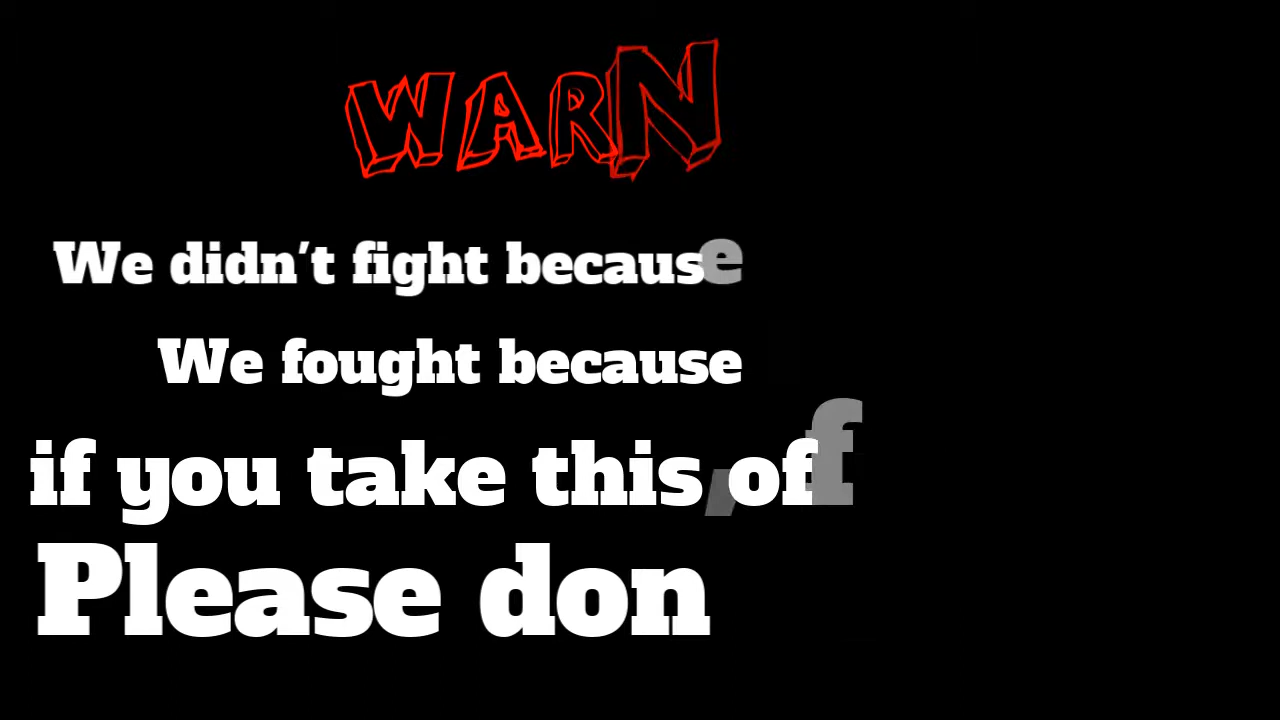 WARN
We didn't fight because
We fought because
if you take this, off
Please don